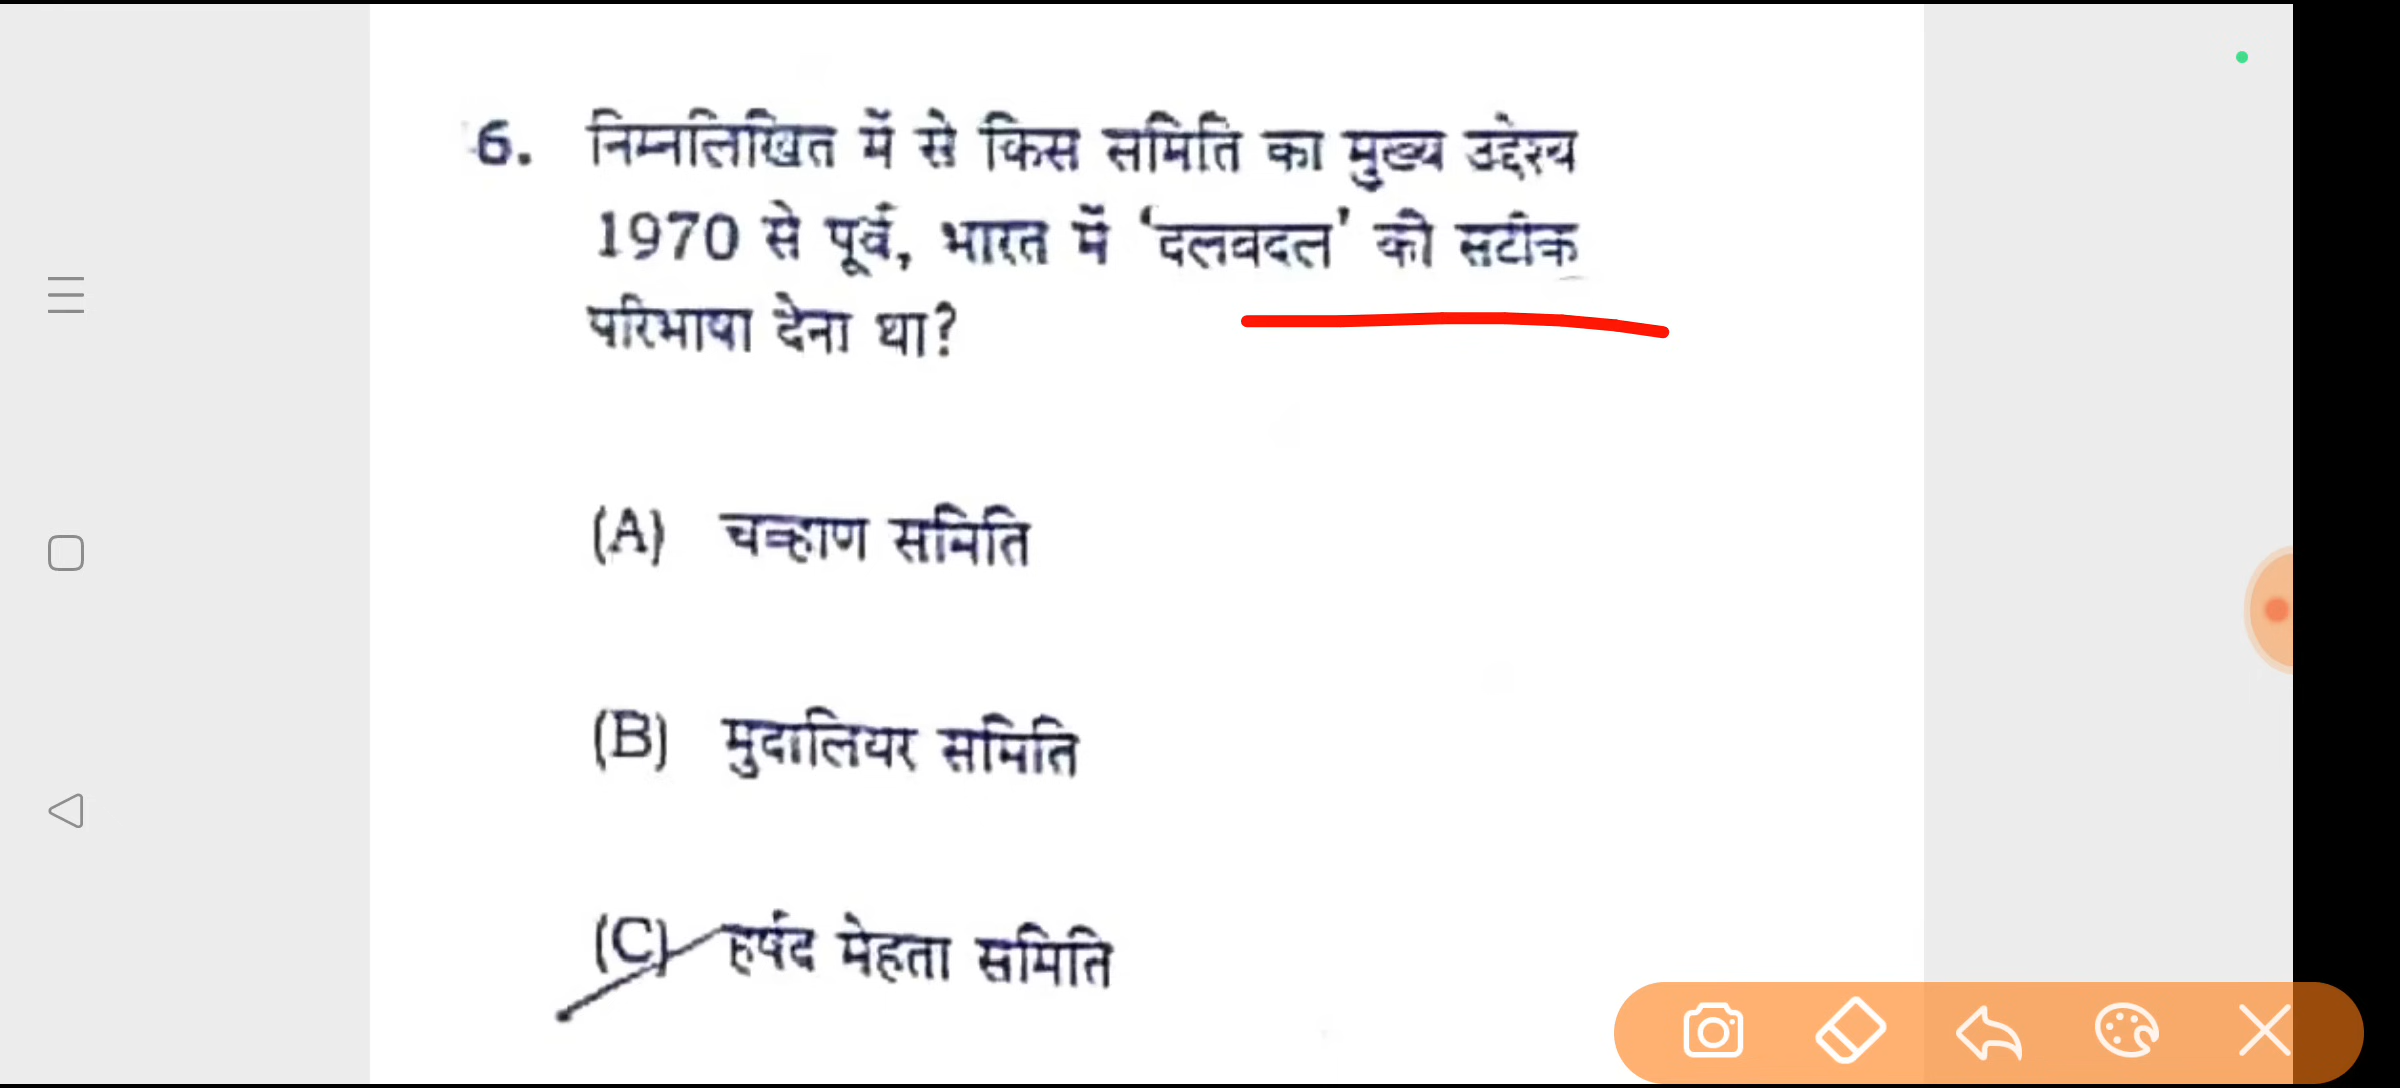 6. निम्नलिखित में से किस समिति का मुख्य उद्देश्य
1970 से पूर्व, भारत में ‘दलबदल’ की सटीक
परिभाषा देना था?
(A) चव्हाण समिति
(B) मुदालियर समिति
(C) हर्षद मेहता समिति